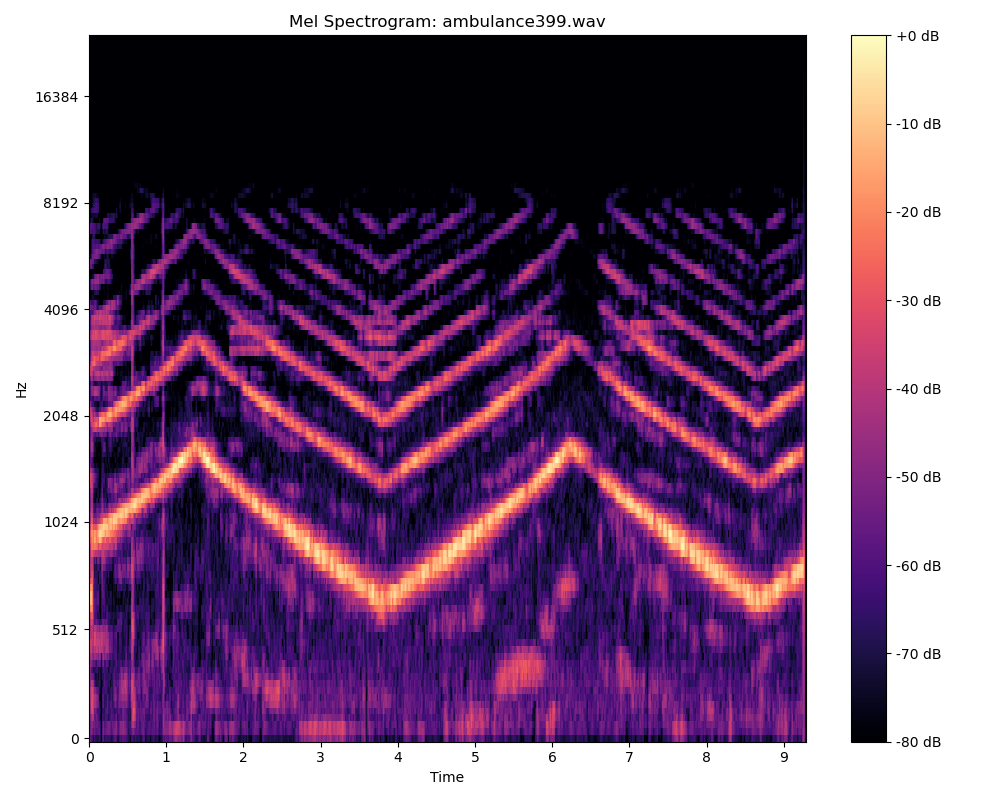 Mel Spectrogram: ambulance399.wav
+0 dB
16384
-10 dB
8192
-20 dB
4096
-30 dB
Hz
2048
-40 dB
-50 dB
1024
-60 dB
512
-70 dB
0
-80 dB
0 1 2 3 4 5 6 7 8 9
Time